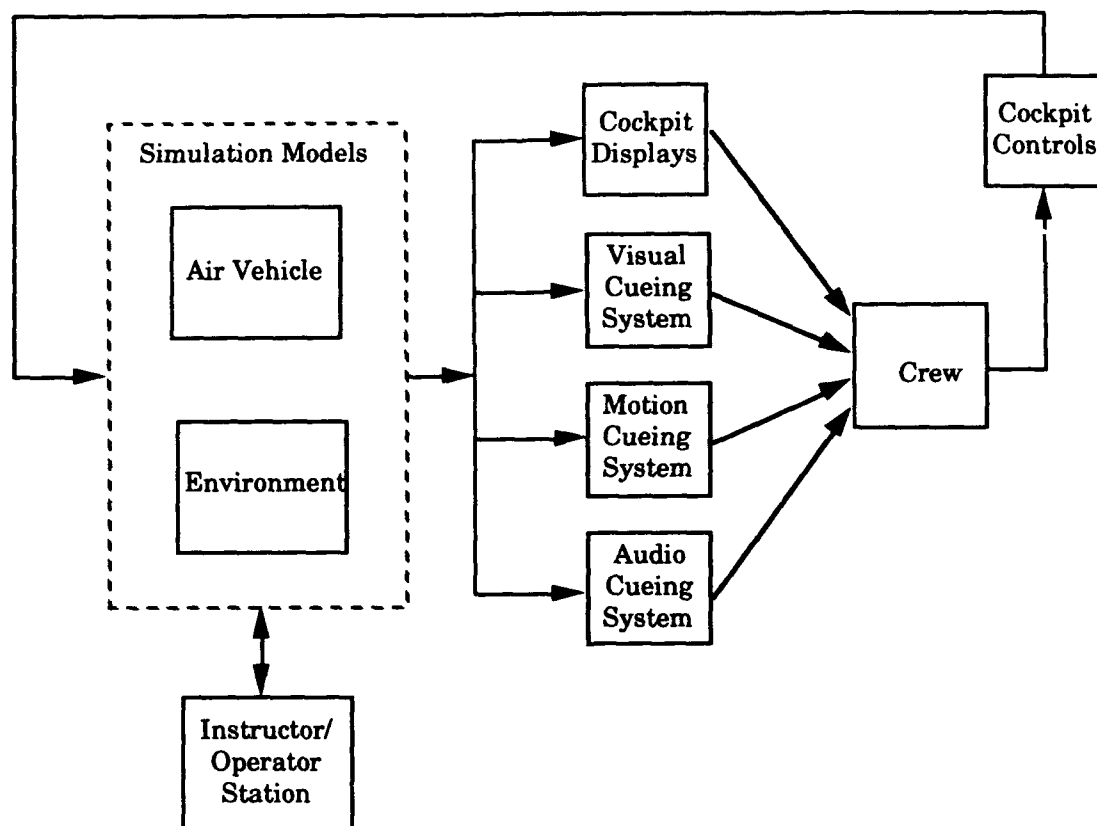 Simulation Models
Air Vehicle
Environment
Instructor/
Operator
Station
Cockpit
Displays
Visual
Cueing
System
Motion
Cueing
System
Audio
Cueing
System
Crew
Cockpit
Controls